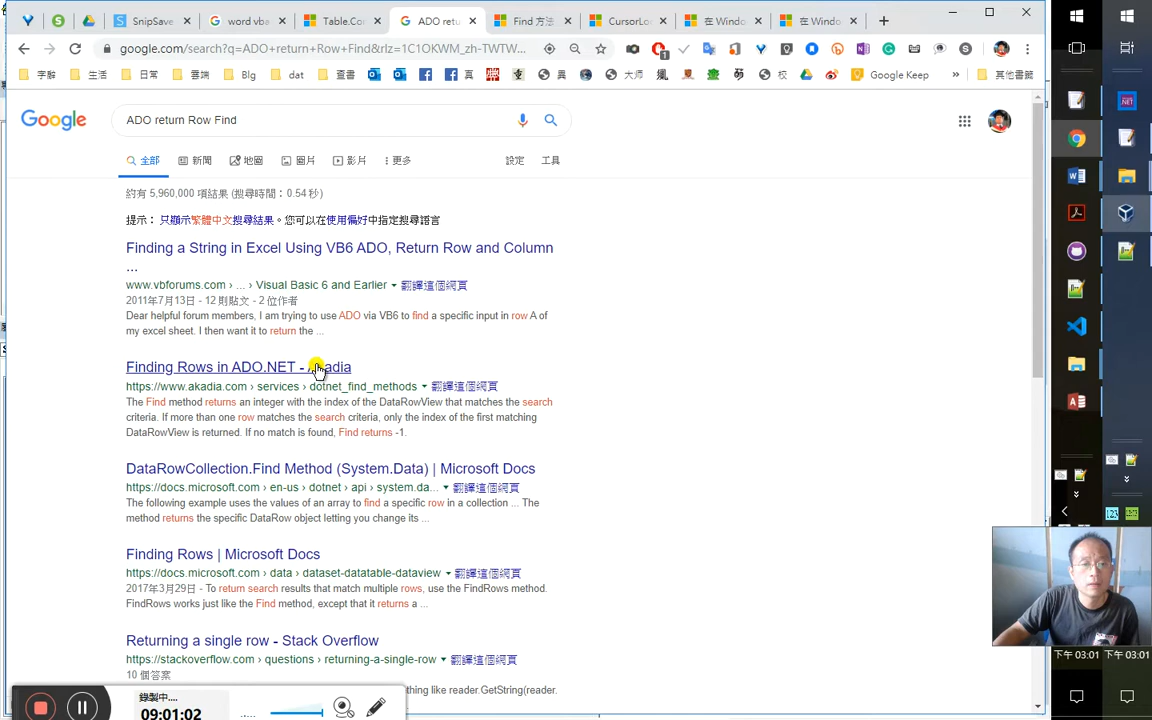 SnipSave
word vba
Table.Co
ADO retu
Find 方法
CursorLo
在 Windo
在 Windo
google.com/search?q=ADO+return+Row+Find&rlz=1C1OKWM_zh-TWTW...
字辭
生活
日常
雲端
Blg
dat
查書
真
異
大师
萌
校
Google Keep
»
其他書籤
Google
ADO return Row Find
全部
新聞
地圖
圖片
影片
更多
設定
工具
約有 5,960,000 項結果 (搜尋時間：0.54 秒)
提示： 只顯示繁體中文搜尋結果。您可以在使用偏好中指定搜尋語言
Finding a String in Excel Using VB6 ADO, Return Row and Column
...
www.vbforums.com › ... › Visual Basic 6 and Earlier 翻譯這個網頁
2011年7月13日 - 12 則貼文 - 2 位作者
Dear helpful forum members, I am trying to use ADO via VB6 to find a specific input in row A of
my excel sheet. I then want it to return the ...
Finding Rows in ADO.NET - Akadia
https://www.akadia.com › services › dotnet_find_methods 翻譯這個網頁
The Find method returns an integer with the index of the DataRowView that matches the search
criteria. If more than one row matches the search criteria, only the index of the first matching
DataRowView is returned. If no match is found, Find returns -1.
DataRowCollection.Find Method (System.Data) | Microsoft Docs
https://docs.microsoft.com › en-us › dotnet › api › system.da... 翻譯這個網頁
The following example uses the values of an array to find a specific row in a collection ... The
method returns the specific DataRow object letting you change its ...
Finding Rows | Microsoft Docs
https://docs.microsoft.com › data › dataset-datatable-dataview 翻譯這個網頁
2017年3月29日 - To return search results that match multiple rows, use the FindRows method.
FindRows works just like the Find method, except that it returns a ...
Returning a single row - Stack Overflow
https://stackoverflow.com › questions › returning-a-single-row 翻譯這個網頁
10 個答案
thing like reader.GetString(reader.
錄製中....
09:01:02
.NET
123
下午 03:01
下午 03:01